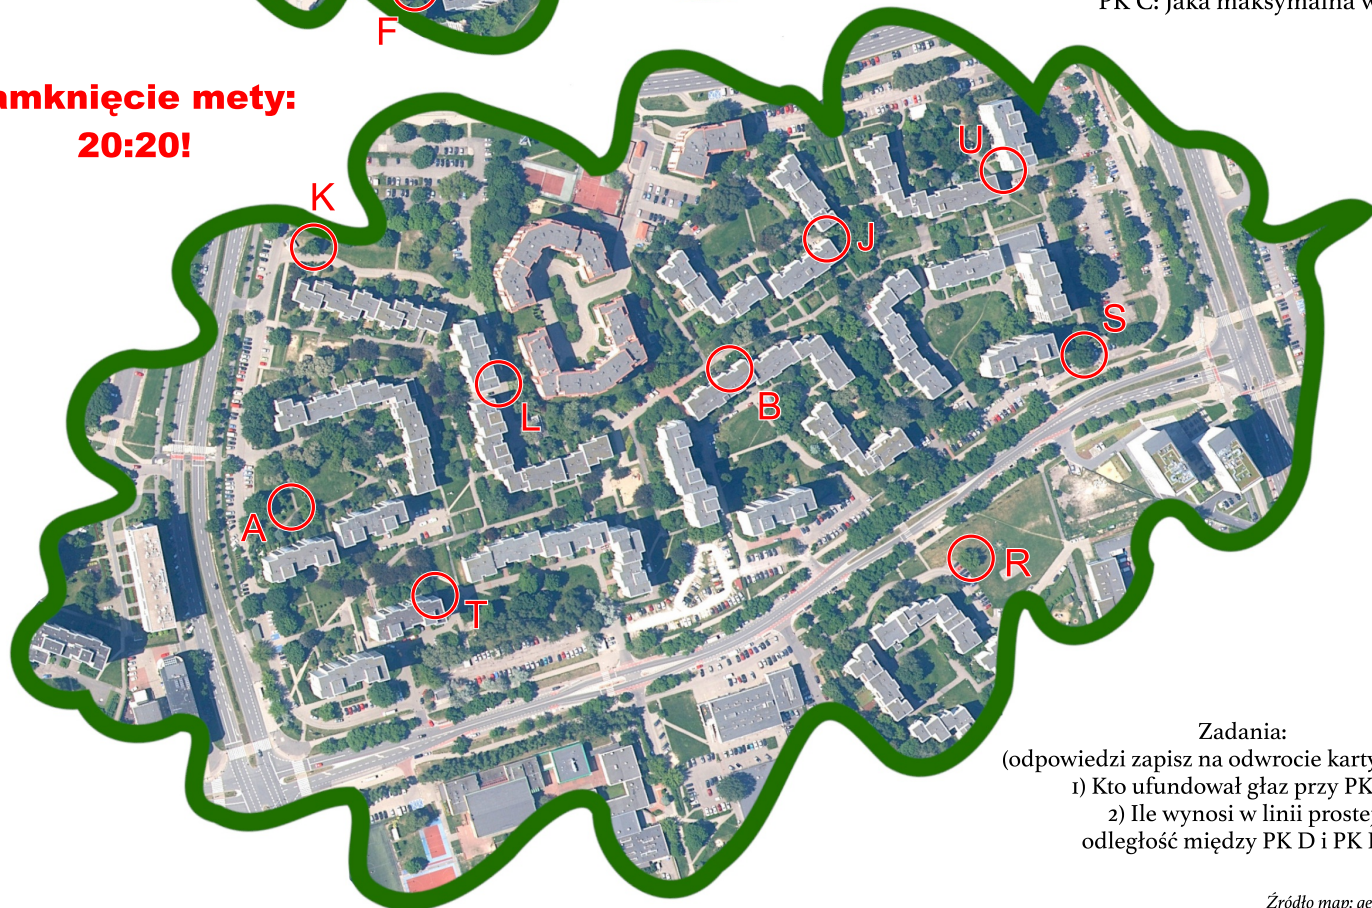 PK C: Jaka maksymalna w
F
amknięcie mety:
20:20!
K
U
J
S
L
B
A
R
T
Zadania:
(odpowiedzi zapisz na odwrocie karty
1) Kto ufundował głaz przy PK
2) Ile wynosi w linii proste
odległość między PK D i PK
Źródło map: ge